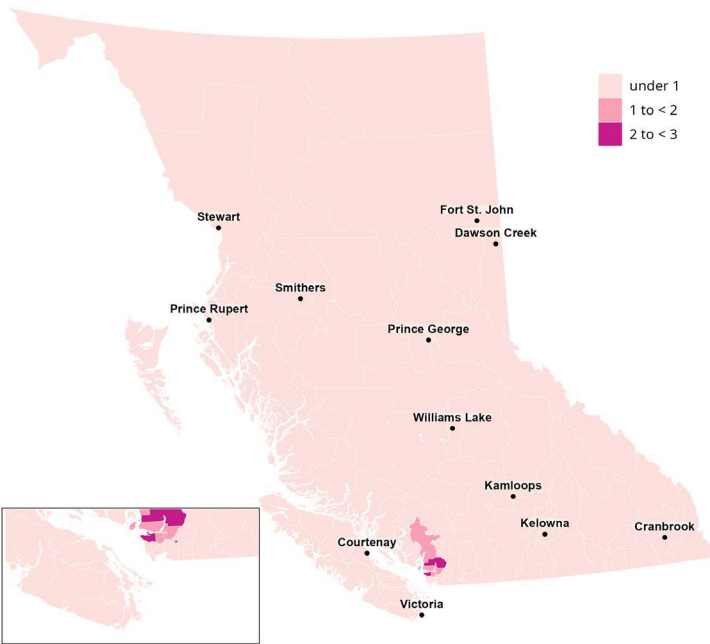 under 1
1 to < 2
2 to < 3
Fort St. John
Stewart
Dawson Creek
Smithers
Prince Rupert
Prince George
Williams Lake
Kamloops
Kelowna
Cranbrook
Courtenay
Victoria